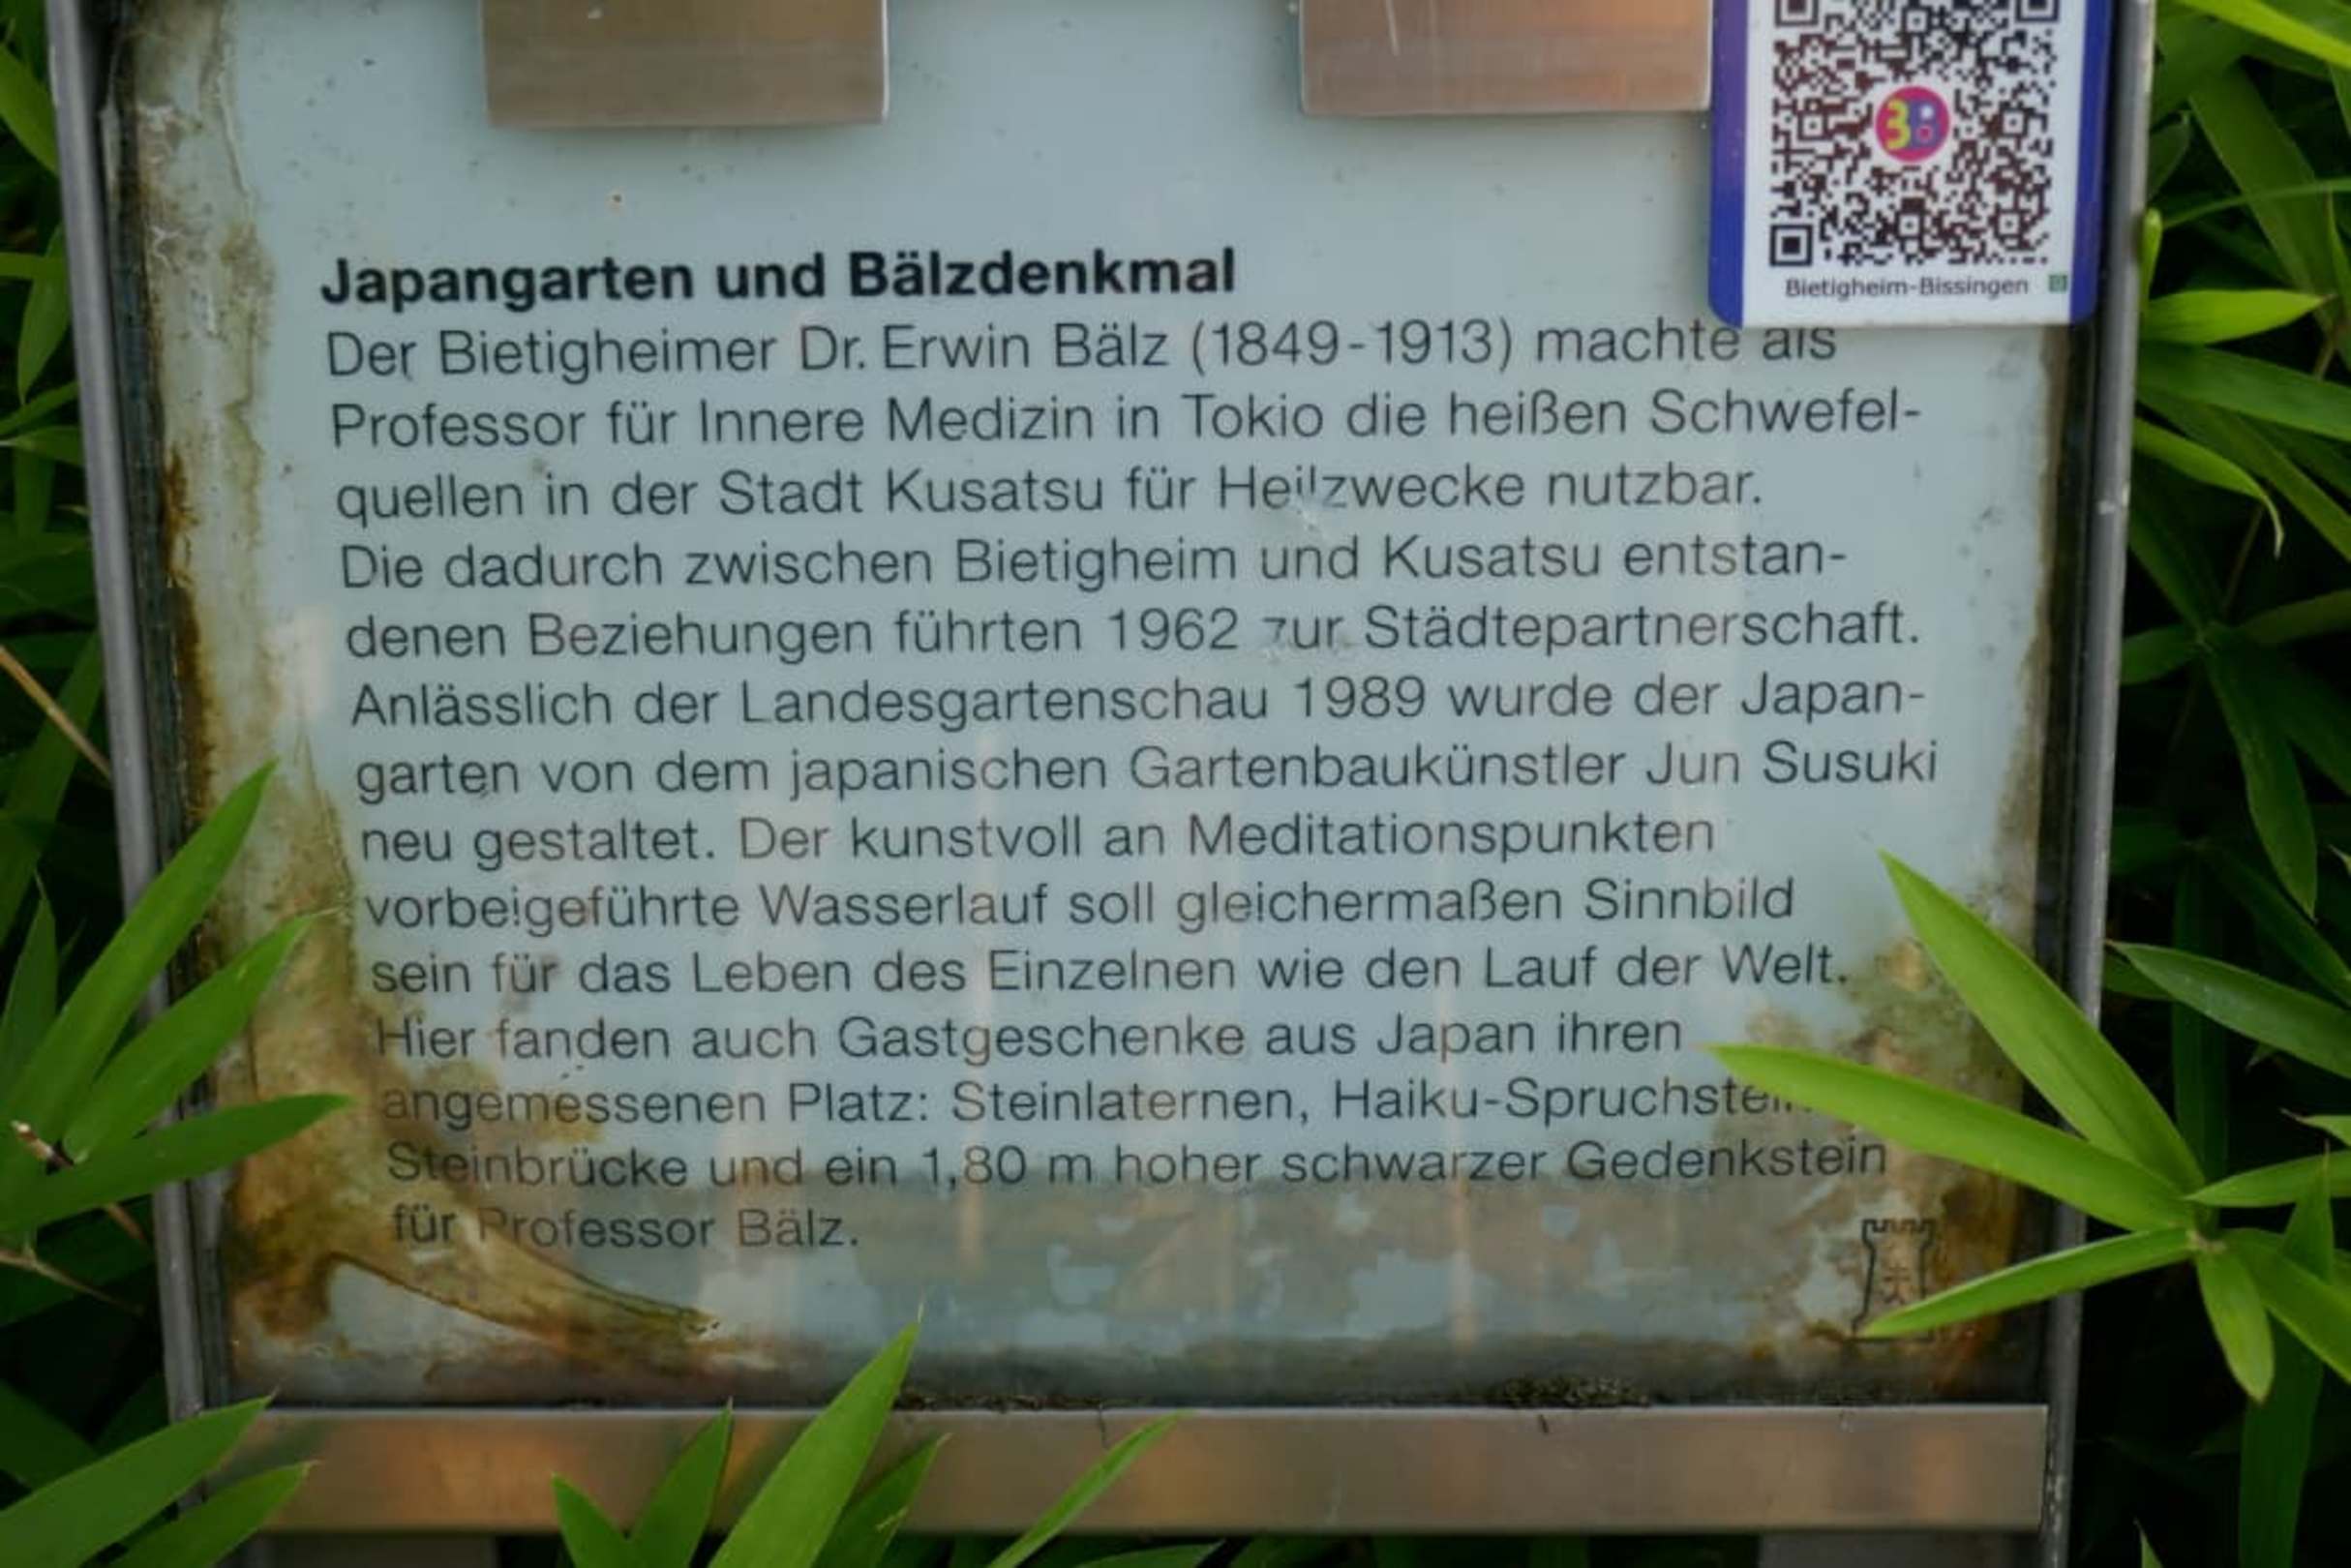 3B
Bietigheim-Bissingen
Japangarten und Bälzdenkmal
Der Bietigheimer Dr. Erwin Bälz (1849-1913) machte als
Professor für Innere Medizin in Tokio die heißen Schwefel-
quellen in der Stadt Kusatsu für Heilzwecke nutzbar.
Die dadurch zwischen Bietigheim und Kusatsu entstan-
denen Beziehungen führten 1962 zur Städtepartnerschaft.
Anlässlich der Landesgartenschau 1989 wurde der Japan-
garten von dem japanischen Gartenbaukünstler Jun Susuki
neu gestaltet. Der kunstvoll an Meditationspunkten
vorbeigeführte Wasserlauf soll gleichermaßen Sinnbild
sein für das Leben des Einzelnen wie den Lauf der Welt.
Hier fanden auch Gastgeschenke aus Japan ihren
angemessenen Platz: Steinlaternen,
Steinbrücke und ein 1,80 m hoher schwarzer Gedenkstein
für Professor Bälz.